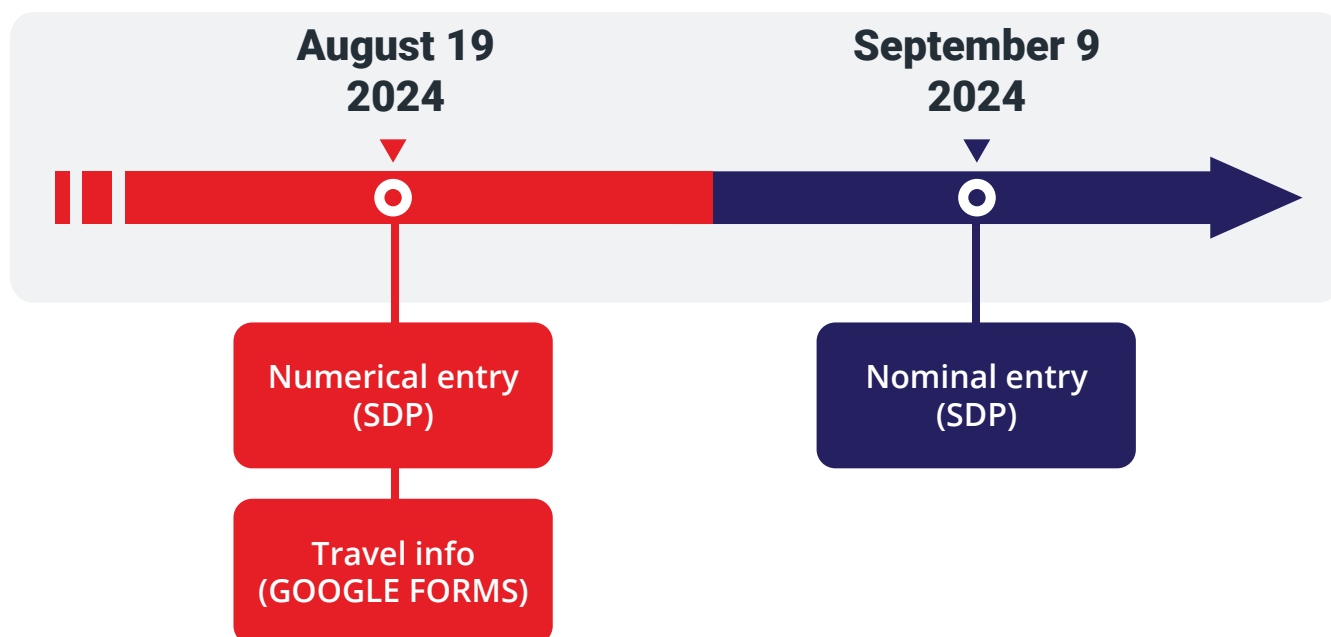 August 19
2024
September 9
2024
Numerical entry
(SDP)
Nominal entry
(SDP)
Travel info
(GOOGLE FORMS)